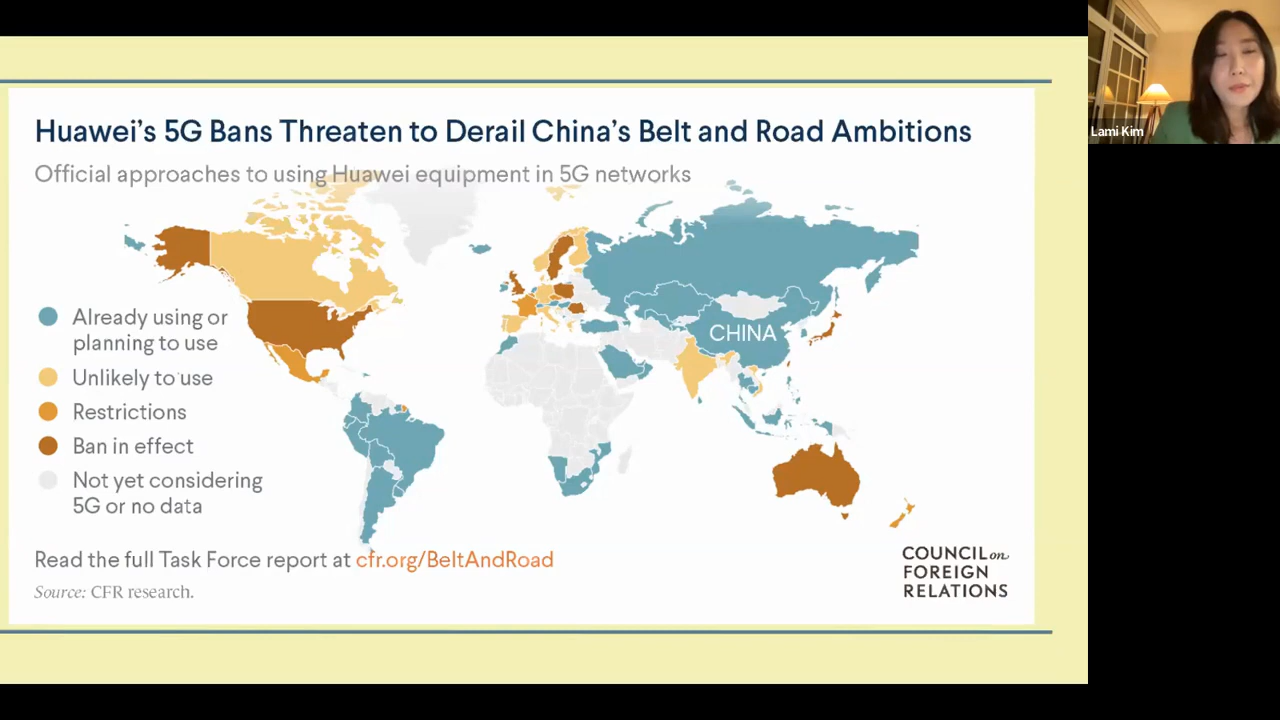 Huawei's 5G Bans Threaten to Derail China's Belt and Road Ambitions
Official approaches to using Huawei equipment in 5G networks
Already using or
planning to use
Unlikely to use
Restrictions
Ban in effect
Not yet considering
5G or no data
CHINA
Read the full Task Force report at cfr.org/BeltAndRoad
Source: CFR research.
COUNCIL on
FOREIGN
RELATIONS
Lami Kim